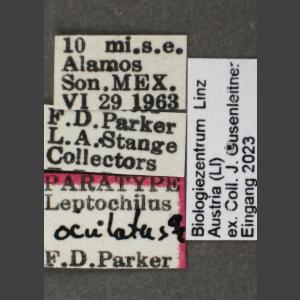 10 mi.s.e.
Alamos
Son. MEX.
VI 29 1963
F.D.Parker
L.A.Stange
Collectors
PARATYPE
Leptochilus
F.D.Parker
Biologiezentrum Linz
Austria (LI)
ex. Coll. J. Gusenleitner
Eingang 2023